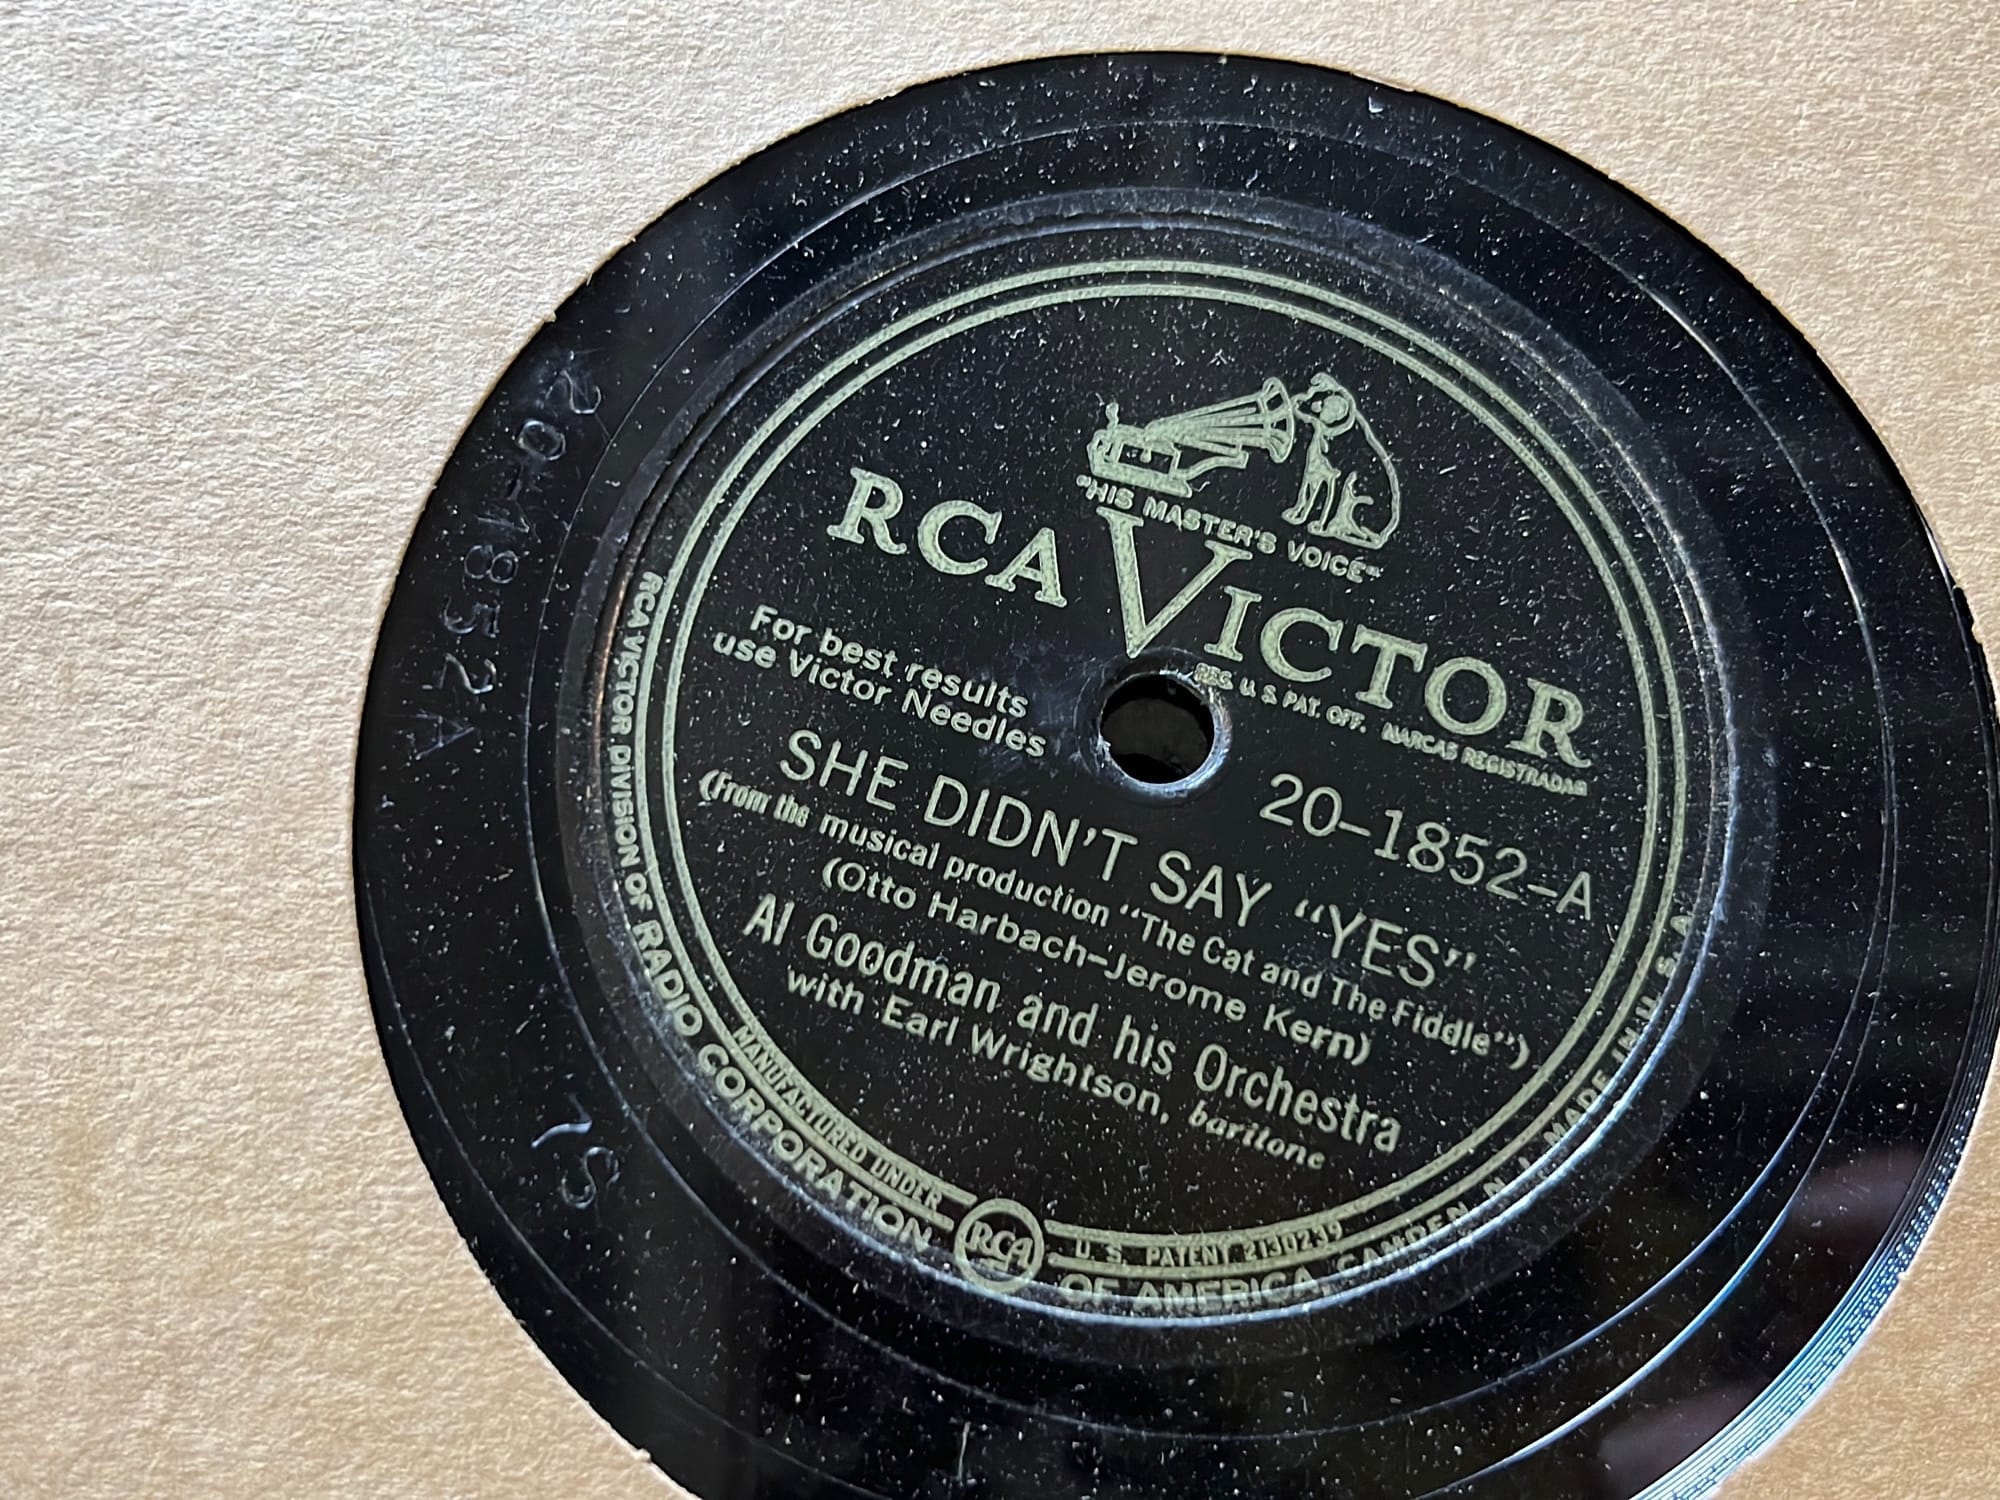 "HIS MASTER'S VOICE"
RCA VICTOR
REG. U. S. PAT. OFF. MARCAS REGISTRADAS
For best results
use Victor Needles
20-1852-A
SHE DIDN'T SAY "YES"
(From the musical production "The Cat and The Fiddle")
(Otto Harbach-Jerome Kern)
Al Goodman and his Orchestra
with Earl Wrightson, baritone
MANUFACTURED UNDER
RCA
U. S. PATENT 2130239
RCA VICTOR DIVISION OF RADIO CORPORATION OF AMERICA, CAMDEN, N. J. MADE IN U. S. A.
20-1852A